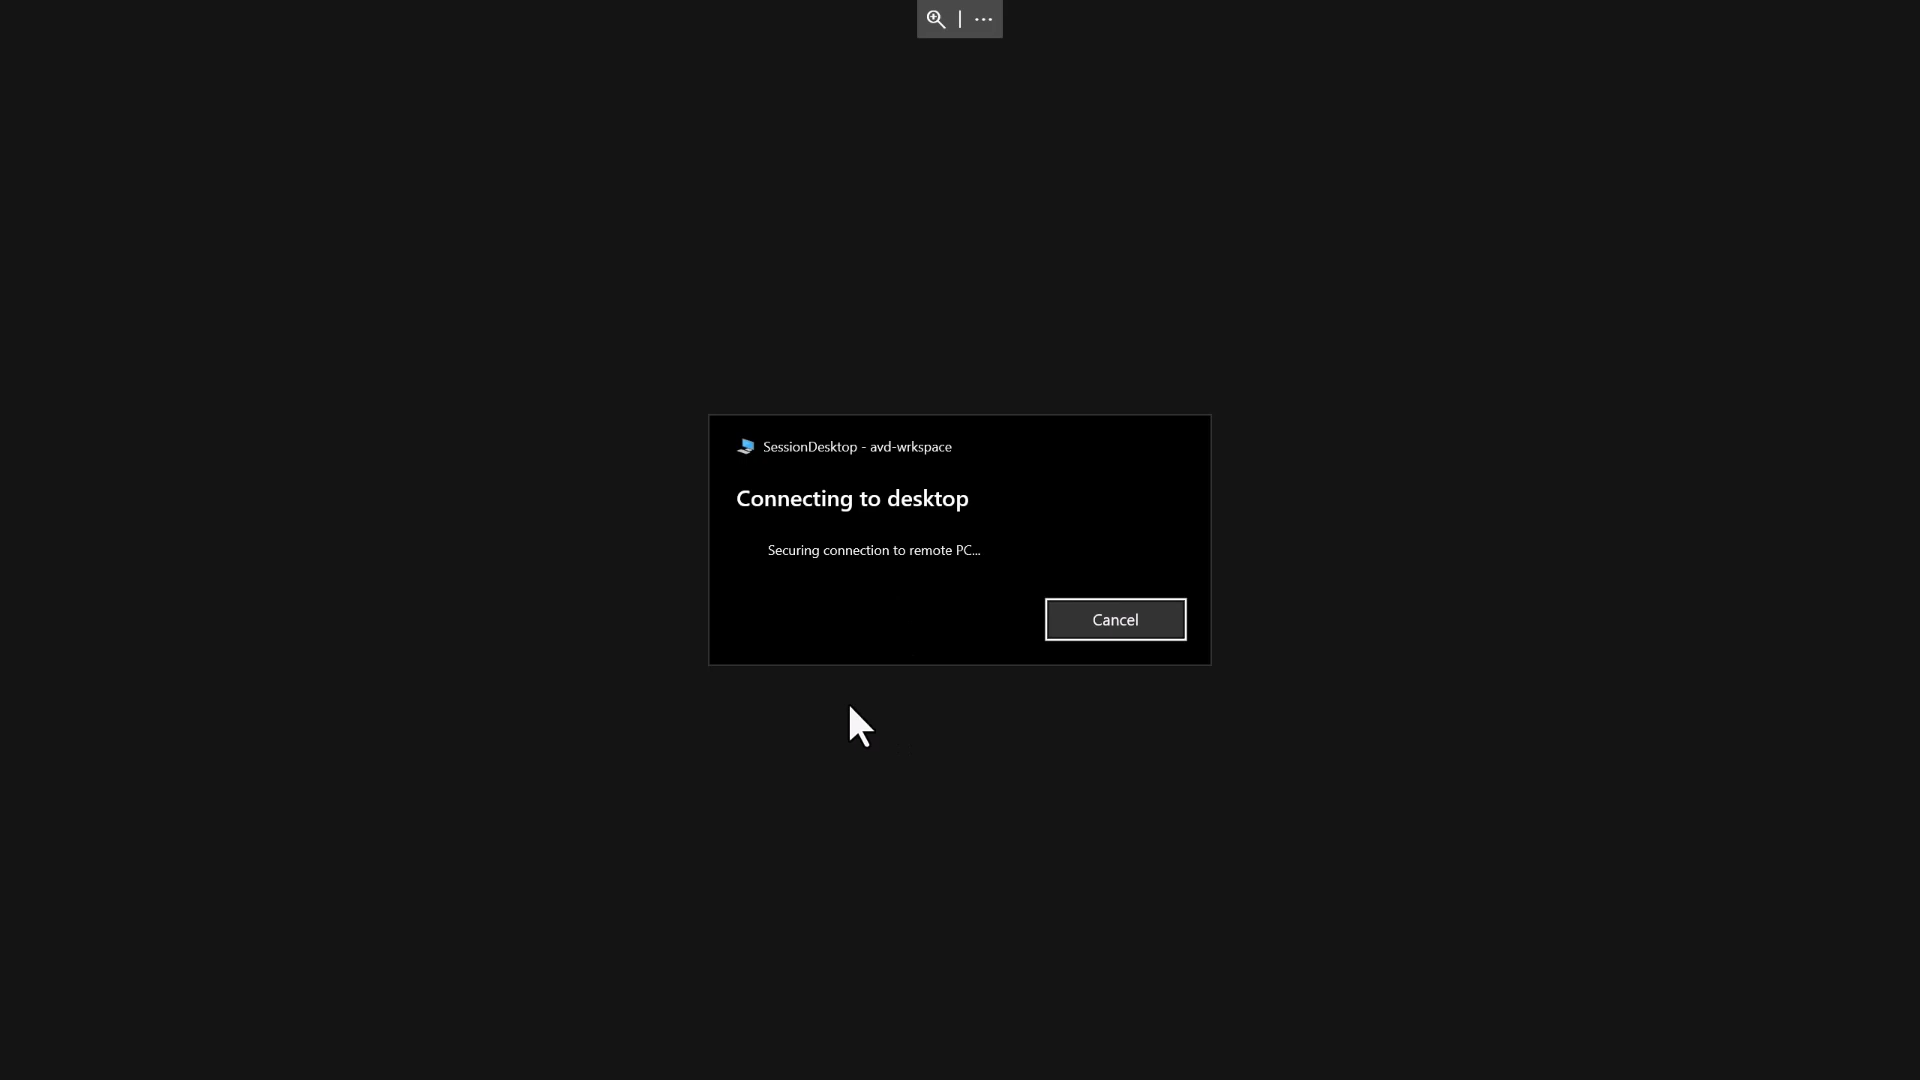 SessionDesktop - avd-wrkspace
Connecting to desktop
Securing connection to remote PC...
Cancel